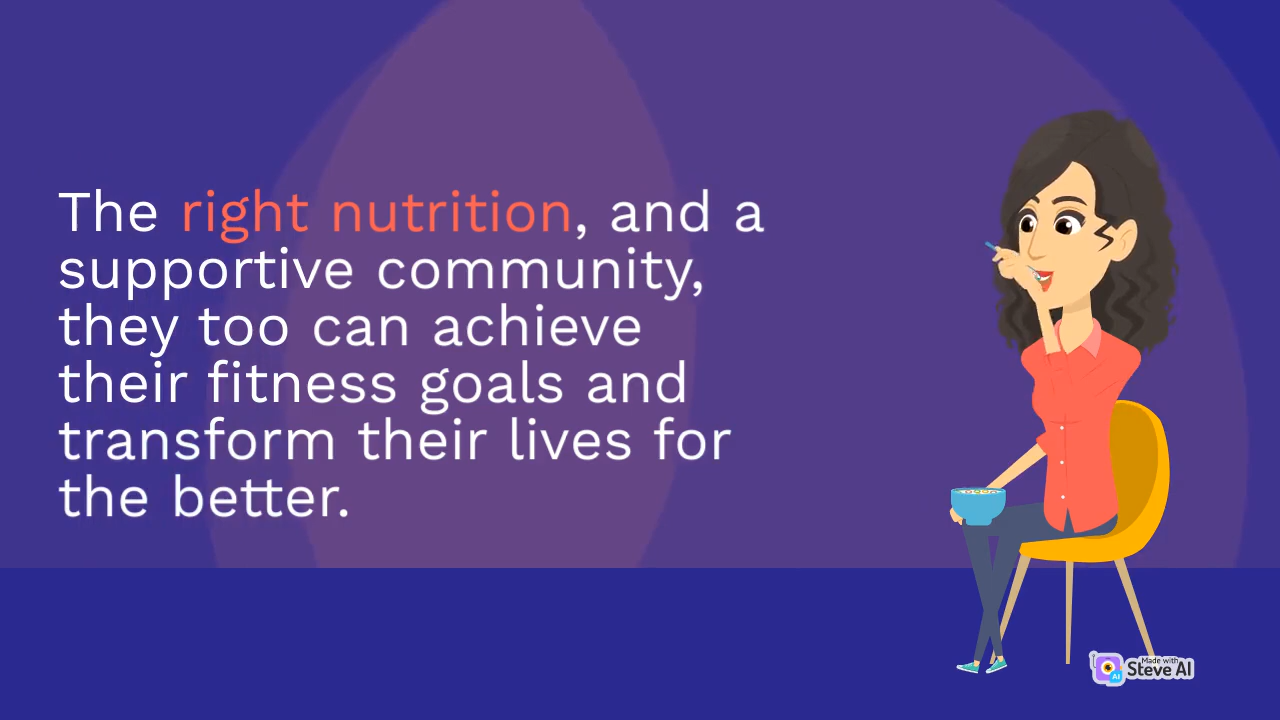 The right nutrition, and a
supportive community,
they too can achieve
their fitness goals and
transform their lives for
the better.
Made with
Steve AI
AI